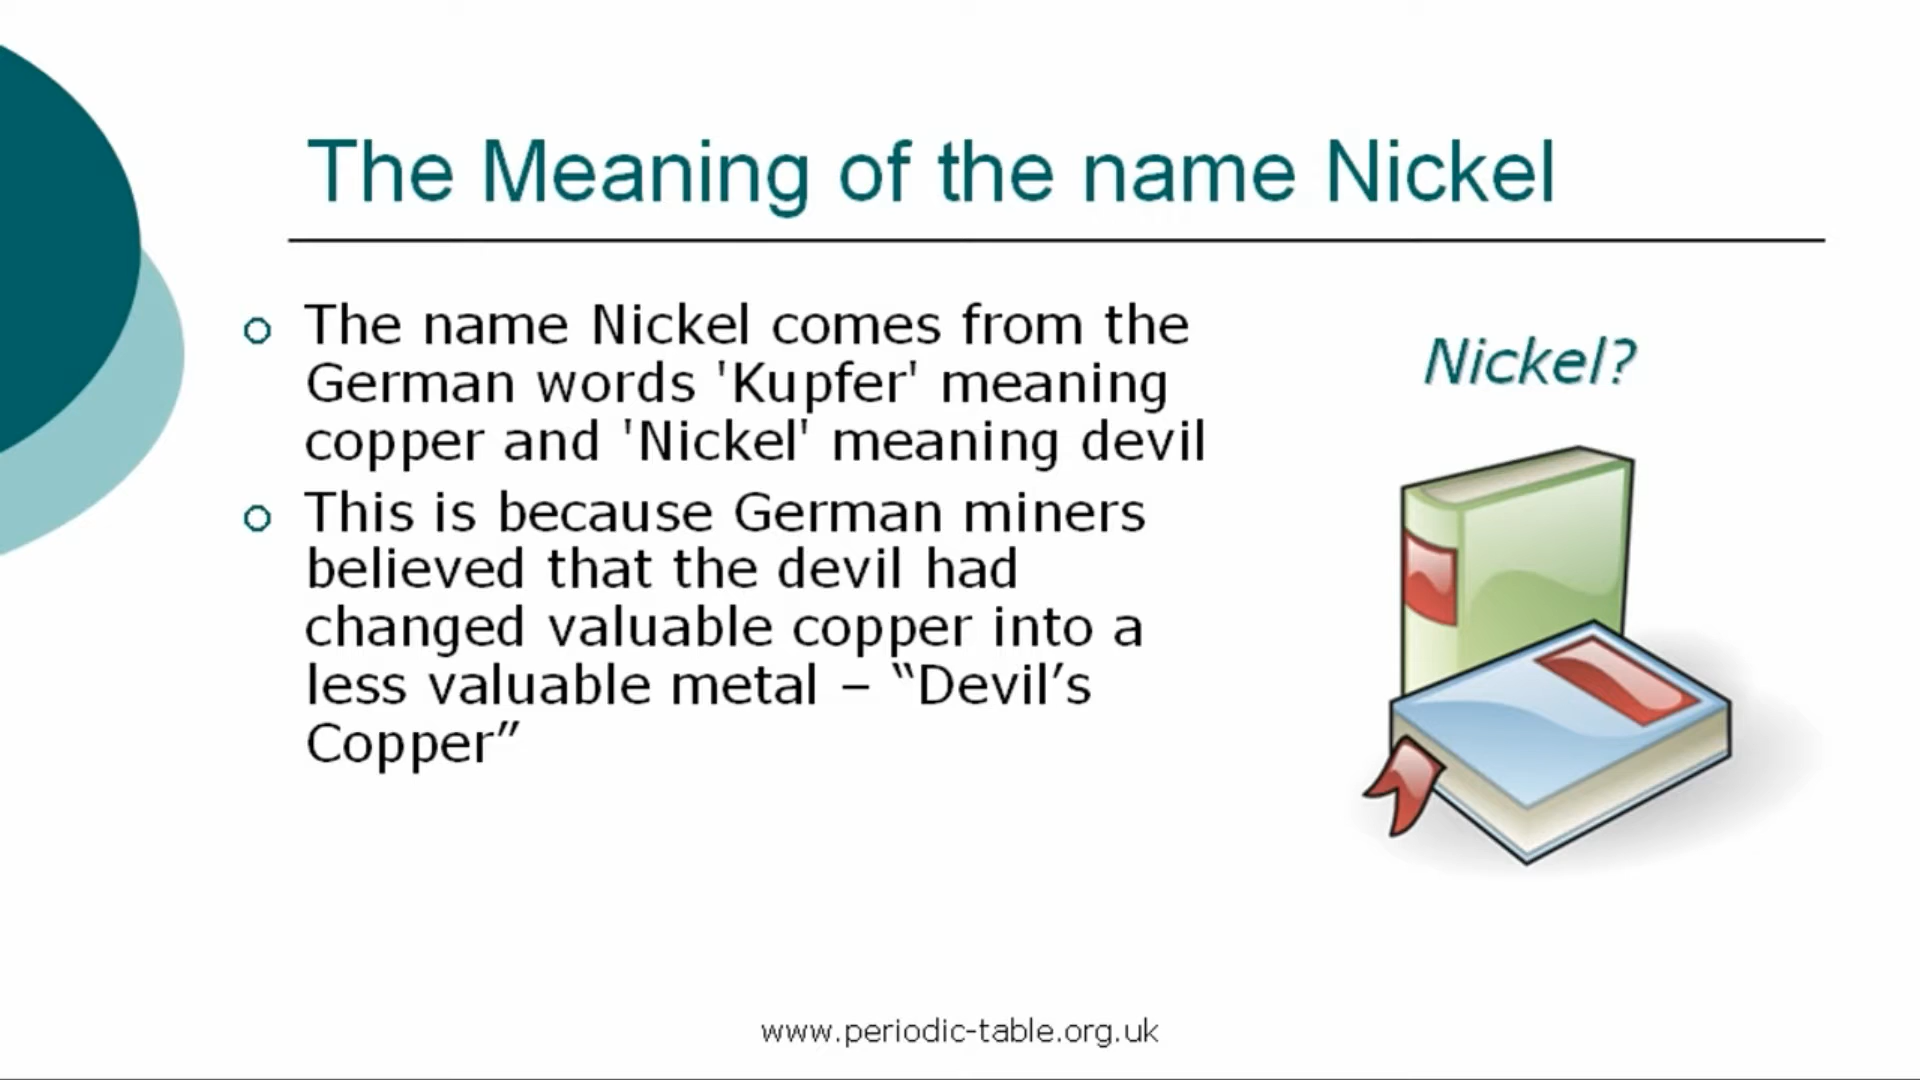 The Meaning of the name Nickel
The name Nickel comes from the
German words 'Kupfer' meaning
copper and 'Nickel' meaning devil
This is because German miners
believed that the devil had
changed valuable copper into a
less valuable metal – “Devil’s
Copper”
Nickel?
www.periodic-table.org.uk